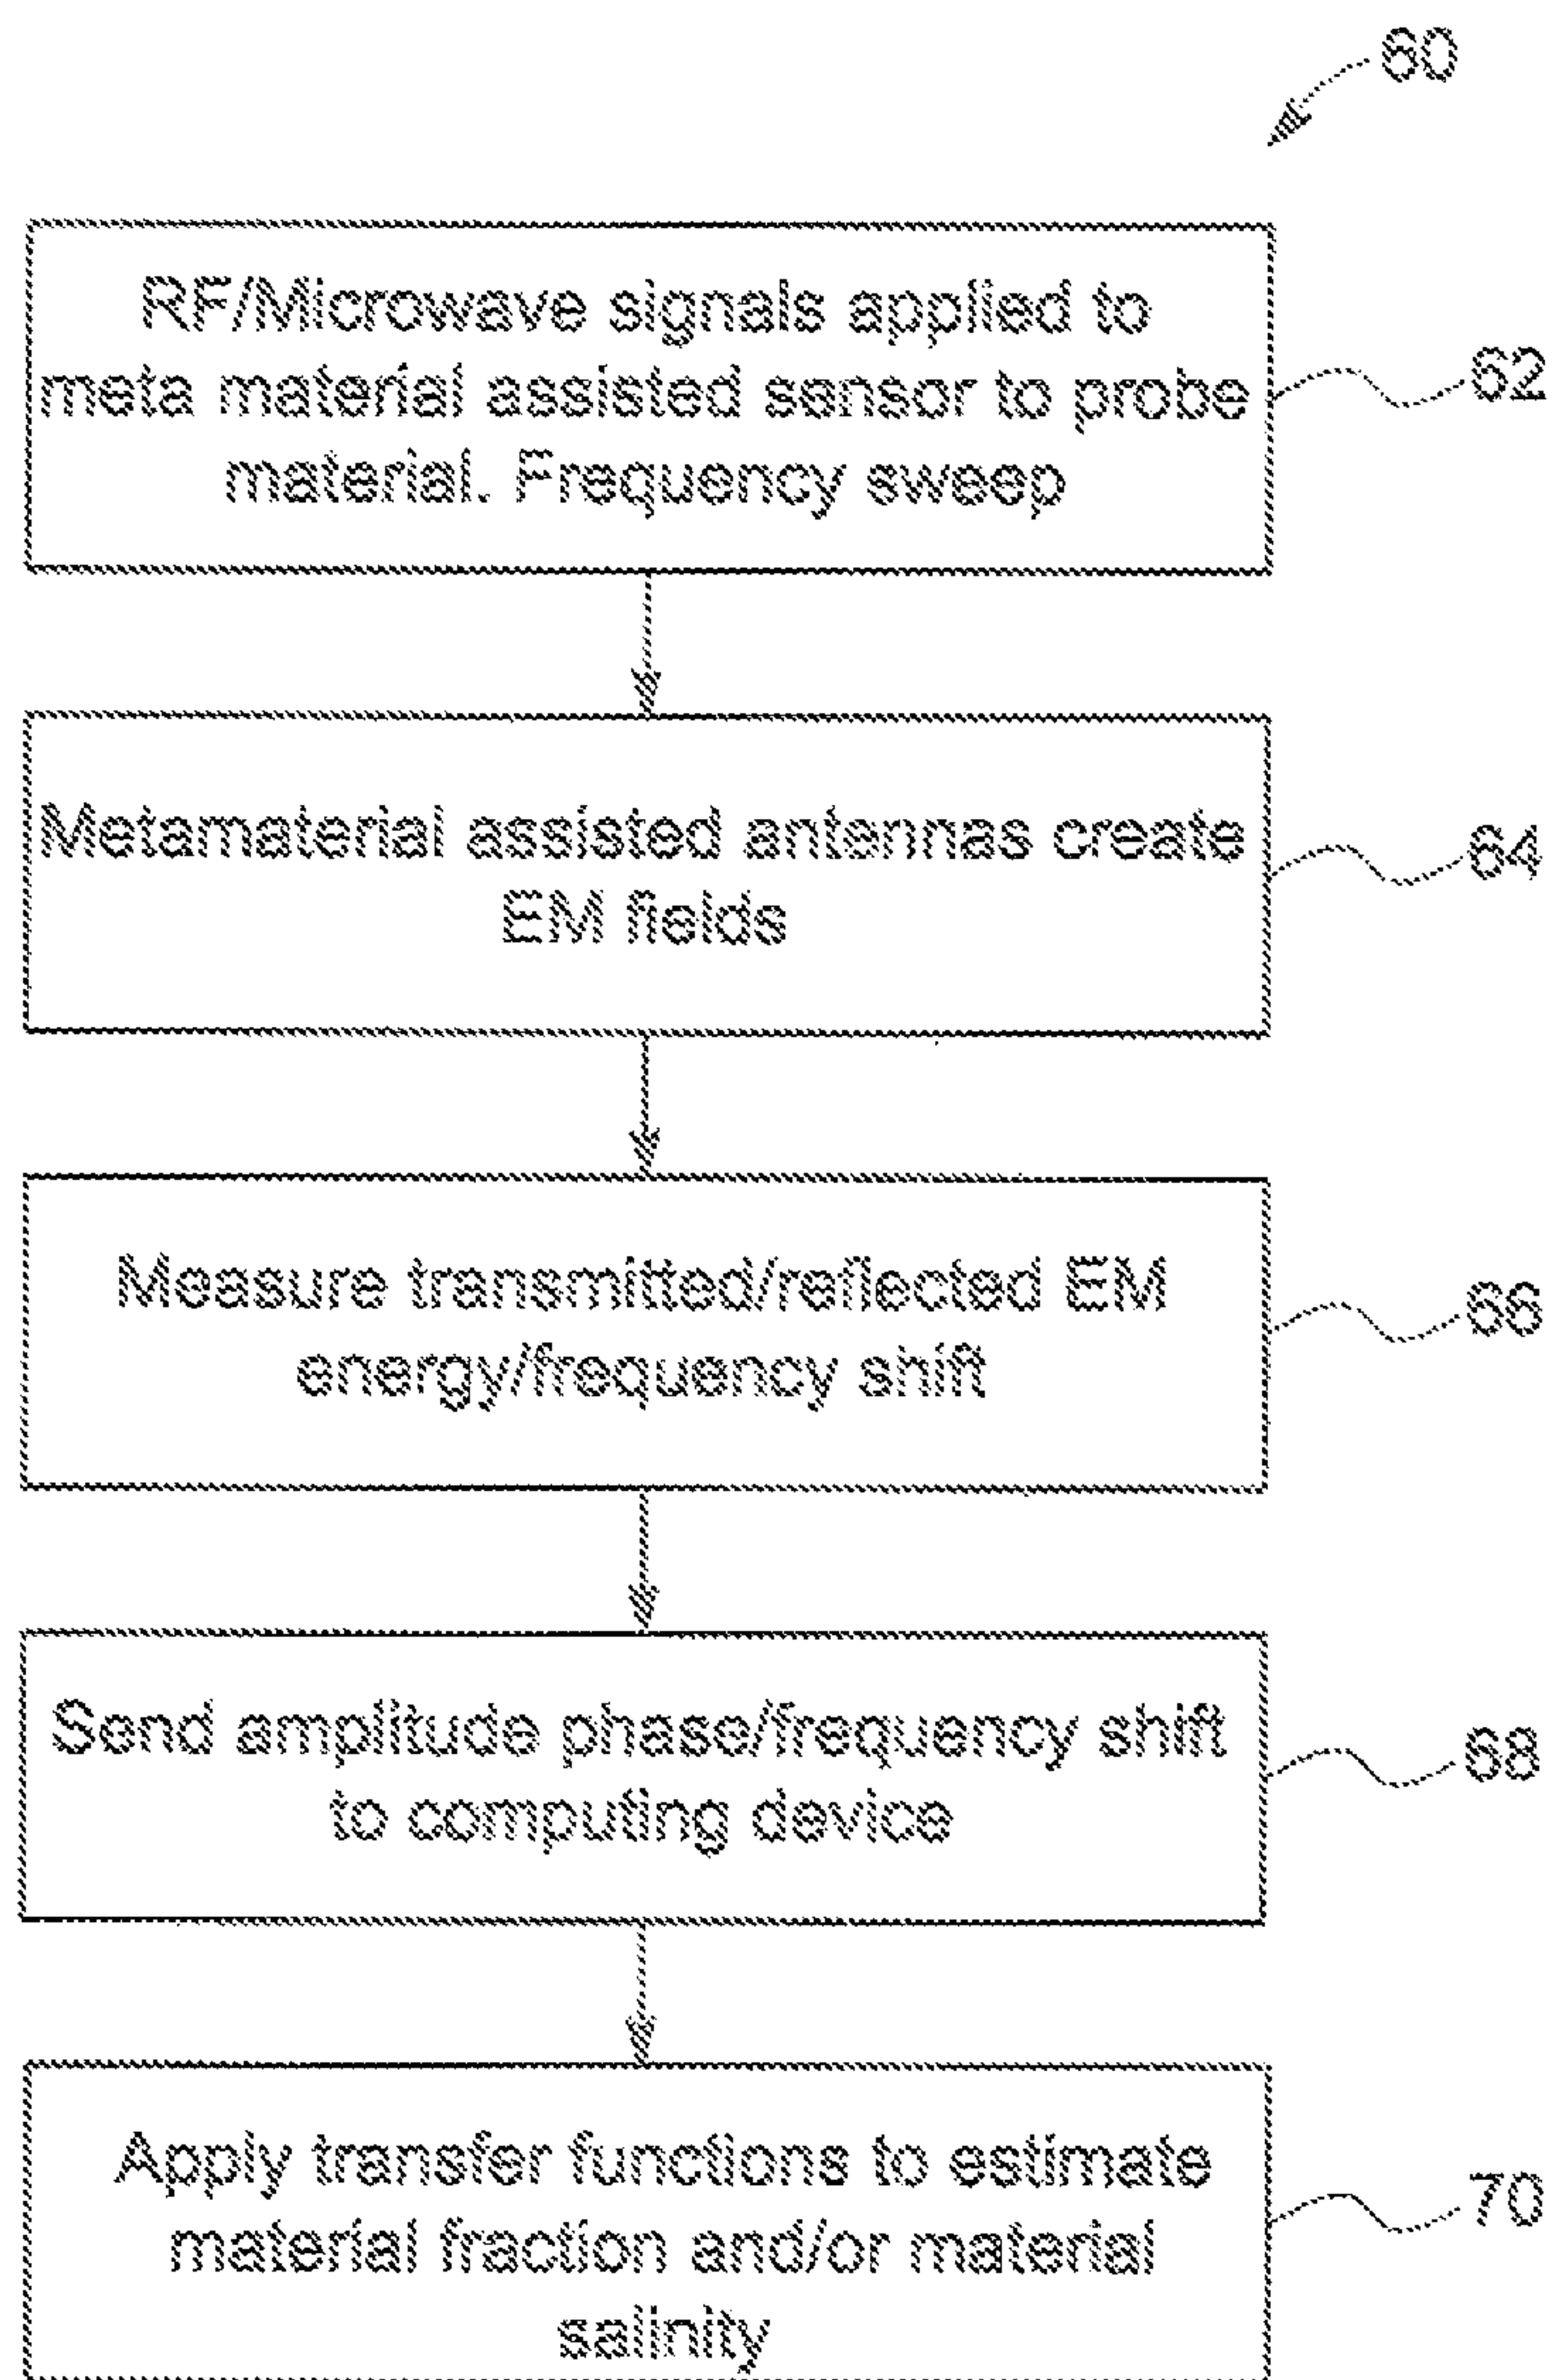 60
RF/Microwave signals applied to
meta material assisted sensor to probe
material. Frequency sweep
62
Metamaterial assisted antennas create
EM fields
64
Measure transmitted/reflected EM
energy/frequency shift
66
Send amplitude phase/frequency shift
to computing device
68
Apply transfer functions to estimate
material fraction and/or material
salinity
70